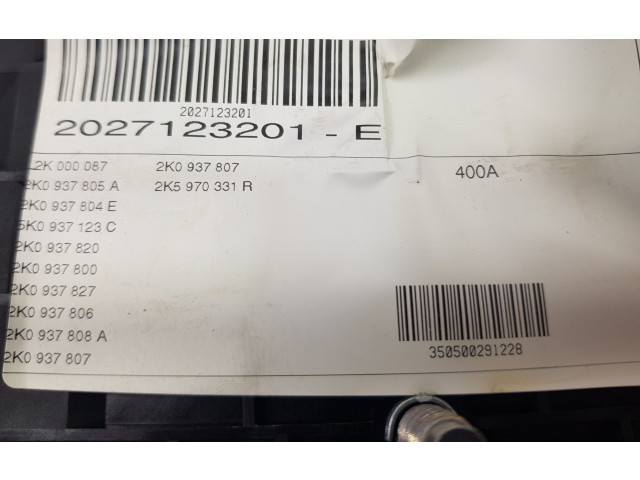 2027123201
2027123201 - E
2K 000 087 2K0 937 807
2K0 937 805 A 2K5 970 331 R
2K0 937 804 E
5K0 937 123 C
2K0 937 820
2K0 937 800
2K0 937 827
2K0 937 806
2K0 937 808 A
2K0 937 807
400A
350500291228